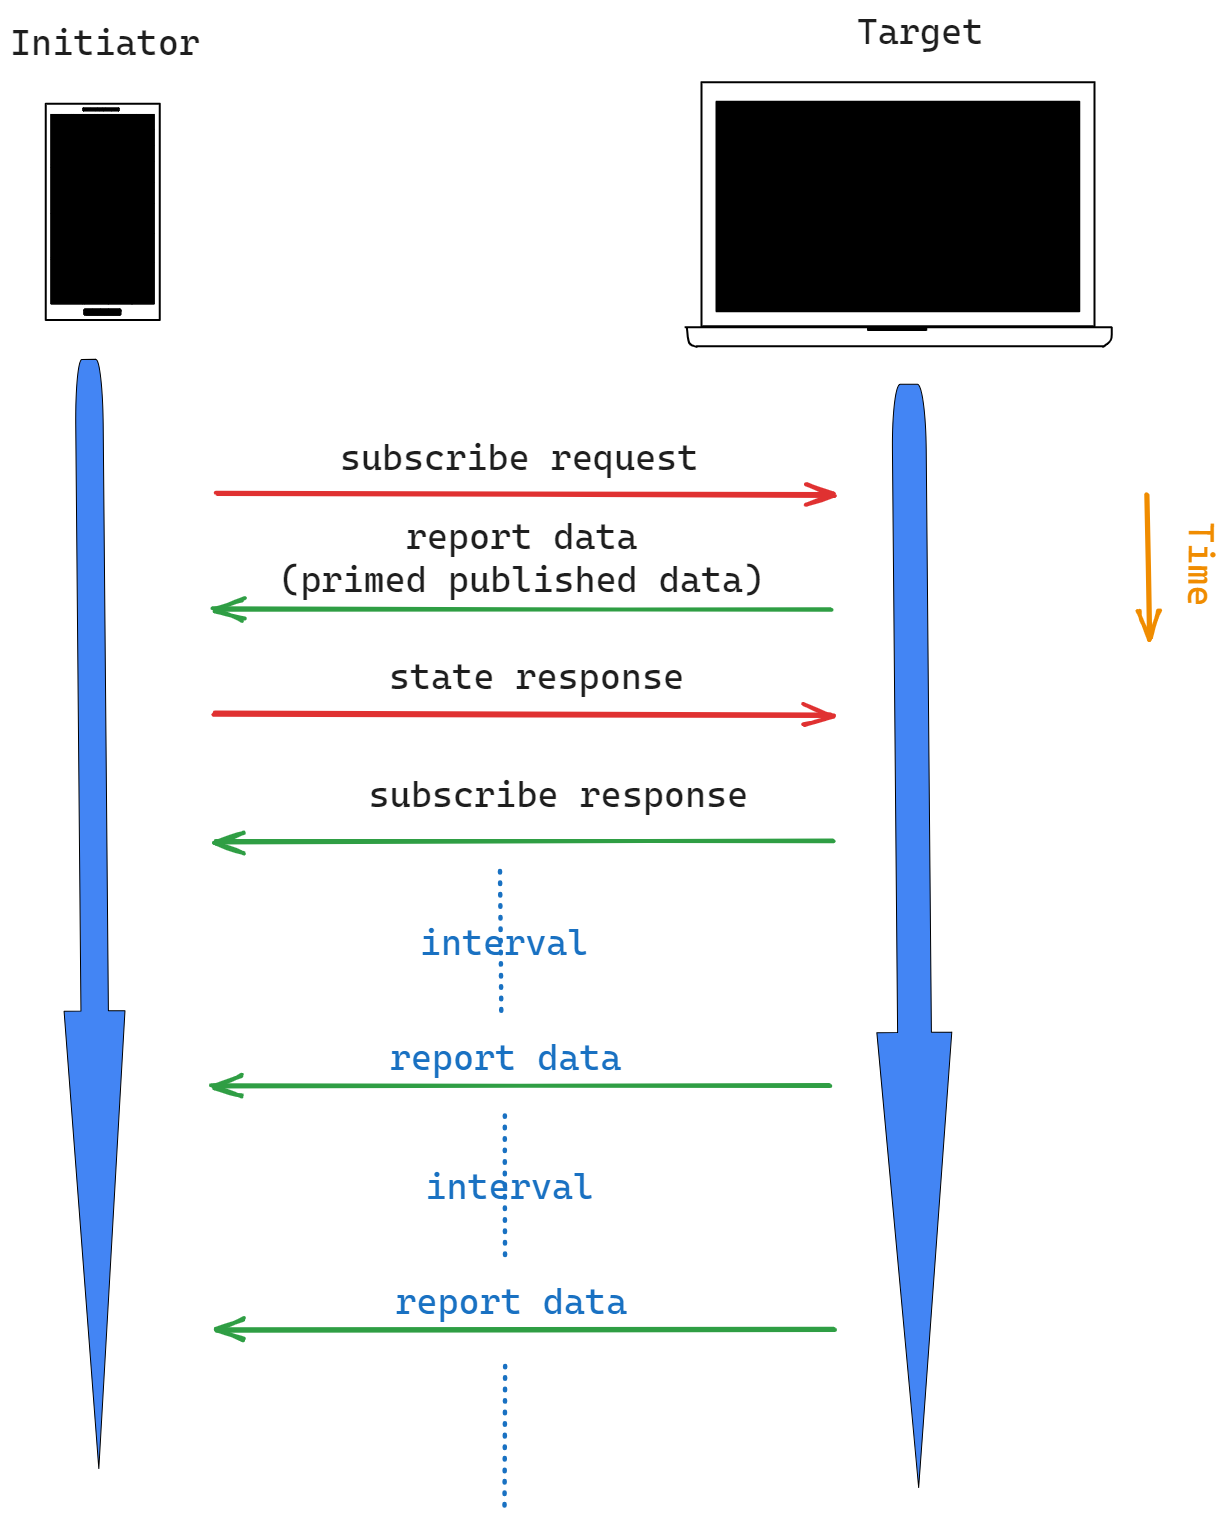 Initiator
Target
subscribe request
report data
(primed published data)
Time
state response
subscribe response
interval
report data
interval
report data